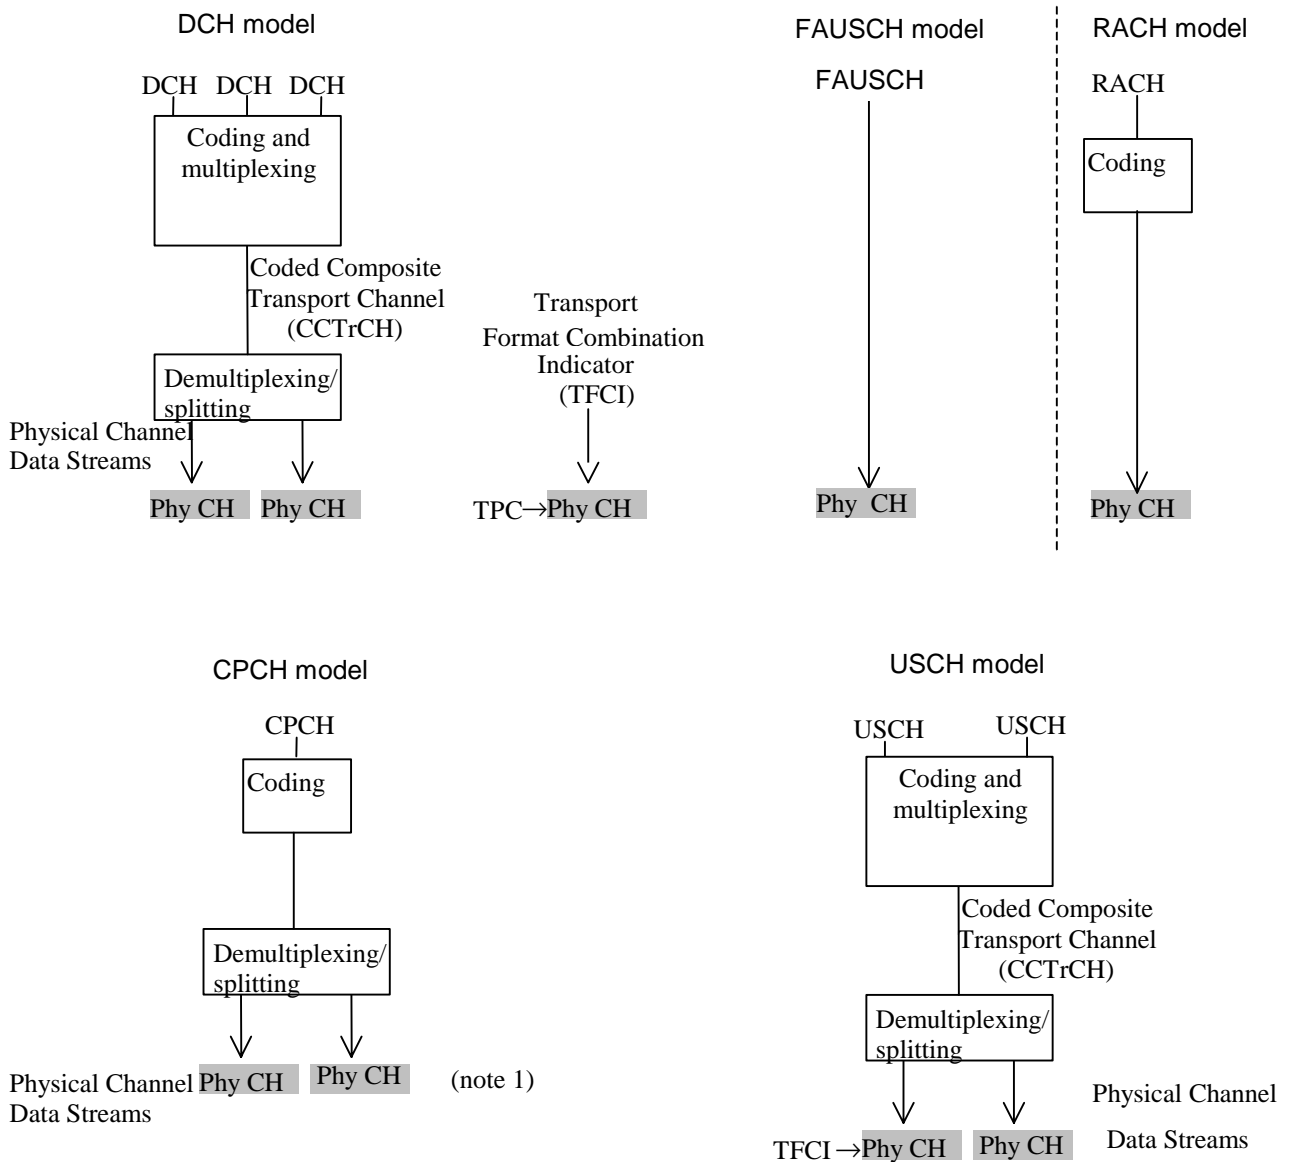 DCH model
DCH DCH DCH
Coding and
multiplexing
Coded Composite
Transport Channel
(CCTrCH)
Demultiplexing/
splitting
Physical Channel
Data Streams
Phy CH Phy CH
Transport
Format Combination
Indicator
(TFCI)
TPC→Phy CH
FAUSCH model
FAUSCH
Phy CH
RACH model
RACH
Coding
Phy CH
CPCH model
CPCH
Coding
Demultiplexing/
splitting
Physical Channel
Data Streams
Phy CH Phy CH (note 1)
USCH model
USCH USCH
Coding and
multiplexing
Coded Composite
Transport Channel
(CCTrCH)
Demultiplexing/
splitting
TFCI→Phy CH Phy CH
Physical Channel
Data Streams